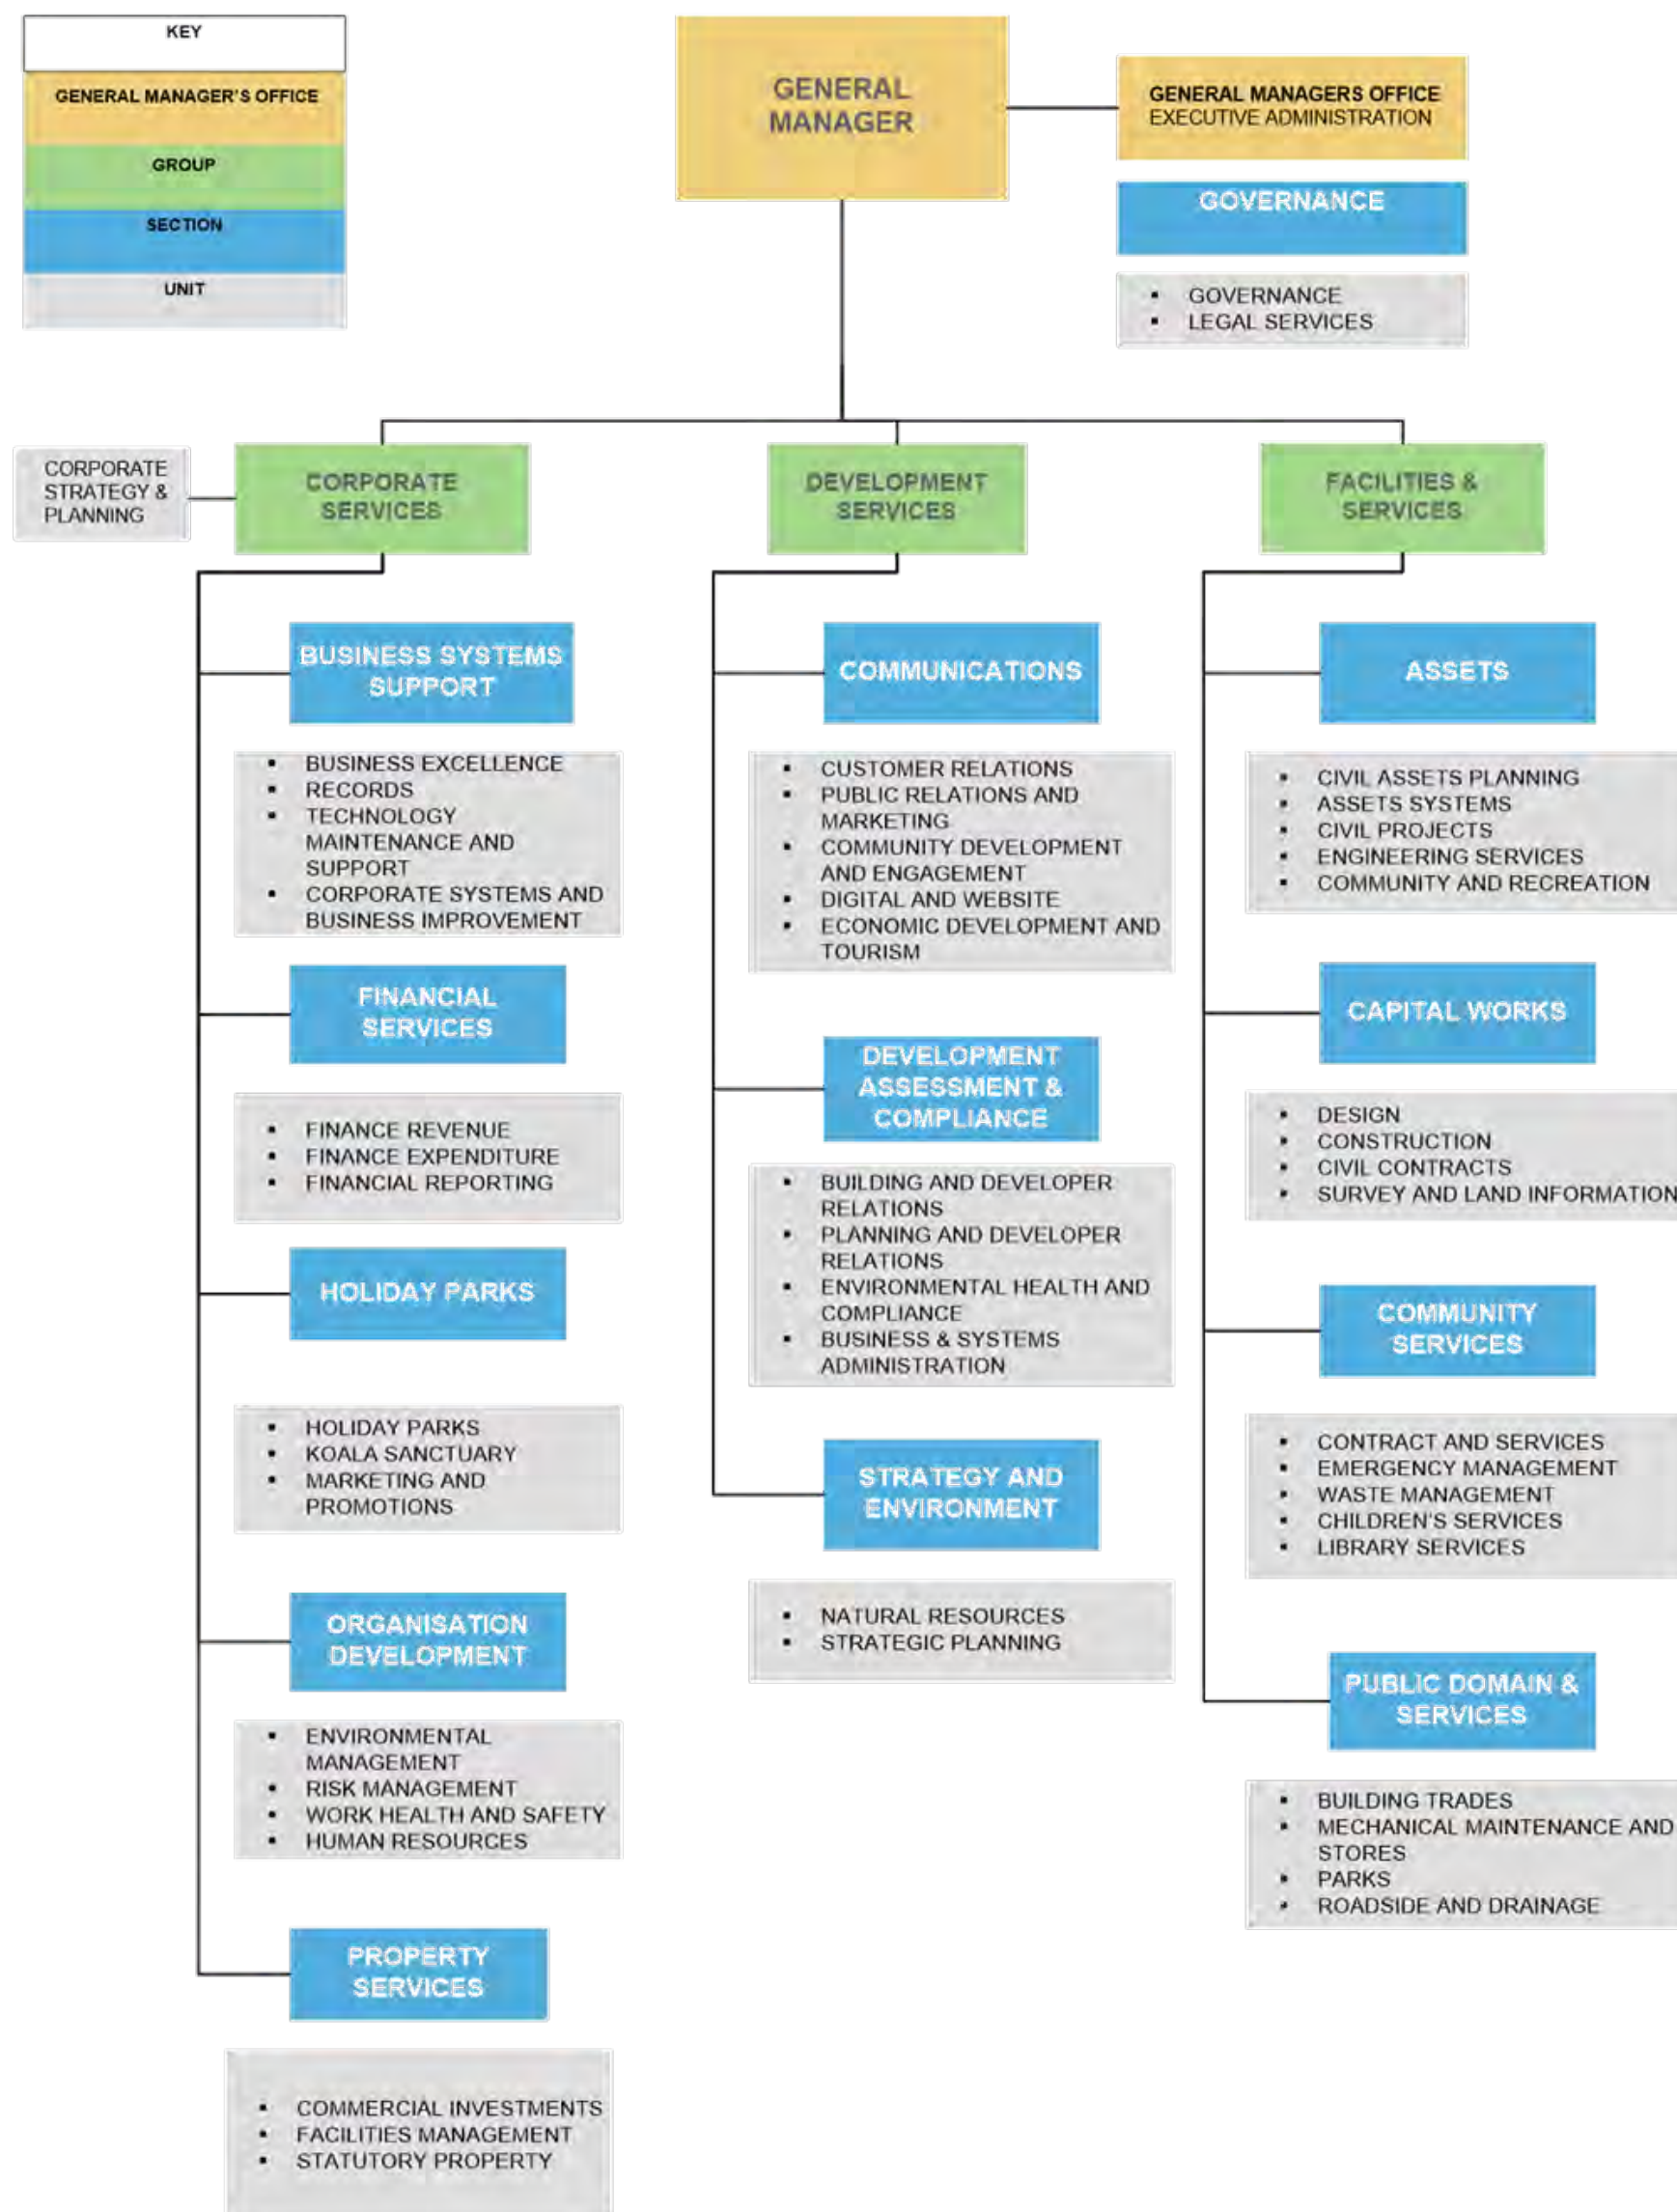 KEY
GENERAL MANAGER'S OFFICE
GROUP
SECTION
UNIT
GENERAL
MANAGER
GENERAL MANAGERS OFFICE
EXECUTIVE ADMINISTRATION
GOVERNANCE
▪ GOVERNANCE
▪ LEGAL SERVICES
CORPORATE
STRATEGY &
PLANNING
CORPORATE
SERVICES
BUSINESS SYSTEMS
SUPPORT
▪ BUSINESS EXCELLENCE
▪ RECORDS
▪ TECHNOLOGY
MAINTENANCE AND
SUPPORT
▪ CORPORATE SYSTEMS AND
BUSINESS IMPROVEMENT
FINANCIAL
SERVICES
▪ FINANCE REVENUE
▪ FINANCE EXPENDITURE
▪ FINANCIAL REPORTING
HOLIDAY PARKS
▪ HOLIDAY PARKS
▪ KOALA SANCTUARY
▪ MARKETING AND
PROMOTIONS
ORGANISATION
DEVELOPMENT
▪ ENVIRONMENTAL
MANAGEMENT
▪ RISK MANAGEMENT
▪ WORK HEALTH AND SAFETY
▪ HUMAN RESOURCES
PROPERTY
SERVICES
▪ COMMERCIAL INVESTMENTS
▪ FACILITIES MANAGEMENT
▪ STATUTORY PROPERTY
DEVELOPMENT
SERVICES
COMMUNICATIONS
▪ CUSTOMER RELATIONS
▪ PUBLIC RELATIONS AND
MARKETING
▪ COMMUNITY DEVELOPMENT
AND ENGAGEMENT
▪ DIGITAL AND WEBSITE
▪ ECONOMIC DEVELOPMENT AND
TOURISM
DEVELOPMENT
ASSESSMENT &
COMPLIANCE
▪ BUILDING AND DEVELOPER
RELATIONS
▪ PLANNING AND DEVELOPER
RELATIONS
▪ ENVIRONMENTAL HEALTH AND
COMPLIANCE
▪ BUSINESS & SYSTEMS
ADMINISTRATION
STRATEGY AND
ENVIRONMENT
▪ NATURAL RESOURCES
▪ STRATEGIC PLANNING
FACILITIES &
SERVICES
ASSETS
▪ CIVIL ASSETS PLANNING
▪ ASSETS SYSTEMS
▪ CIVIL PROJECTS
▪ ENGINEERING SERVICES
▪ COMMUNITY AND RECREATION
CAPITAL WORKS
▪ DESIGN
▪ CONSTRUCTION
▪ CIVIL CONTRACTS
▪ SURVEY AND LAND INFORMATION
COMMUNITY
SERVICES
▪ CONTRACT AND SERVICES
▪ EMERGENCY MANAGEMENT
▪ WASTE MANAGEMENT
▪ CHILDREN'S SERVICES
▪ LIBRARY SERVICES
PUBLIC DOMAIN &
SERVICES
▪ BUILDING TRADES
▪ MECHANICAL MAINTENANCE AND
STORES
▪ PARKS
▪ ROADSIDE AND DRAINAGE